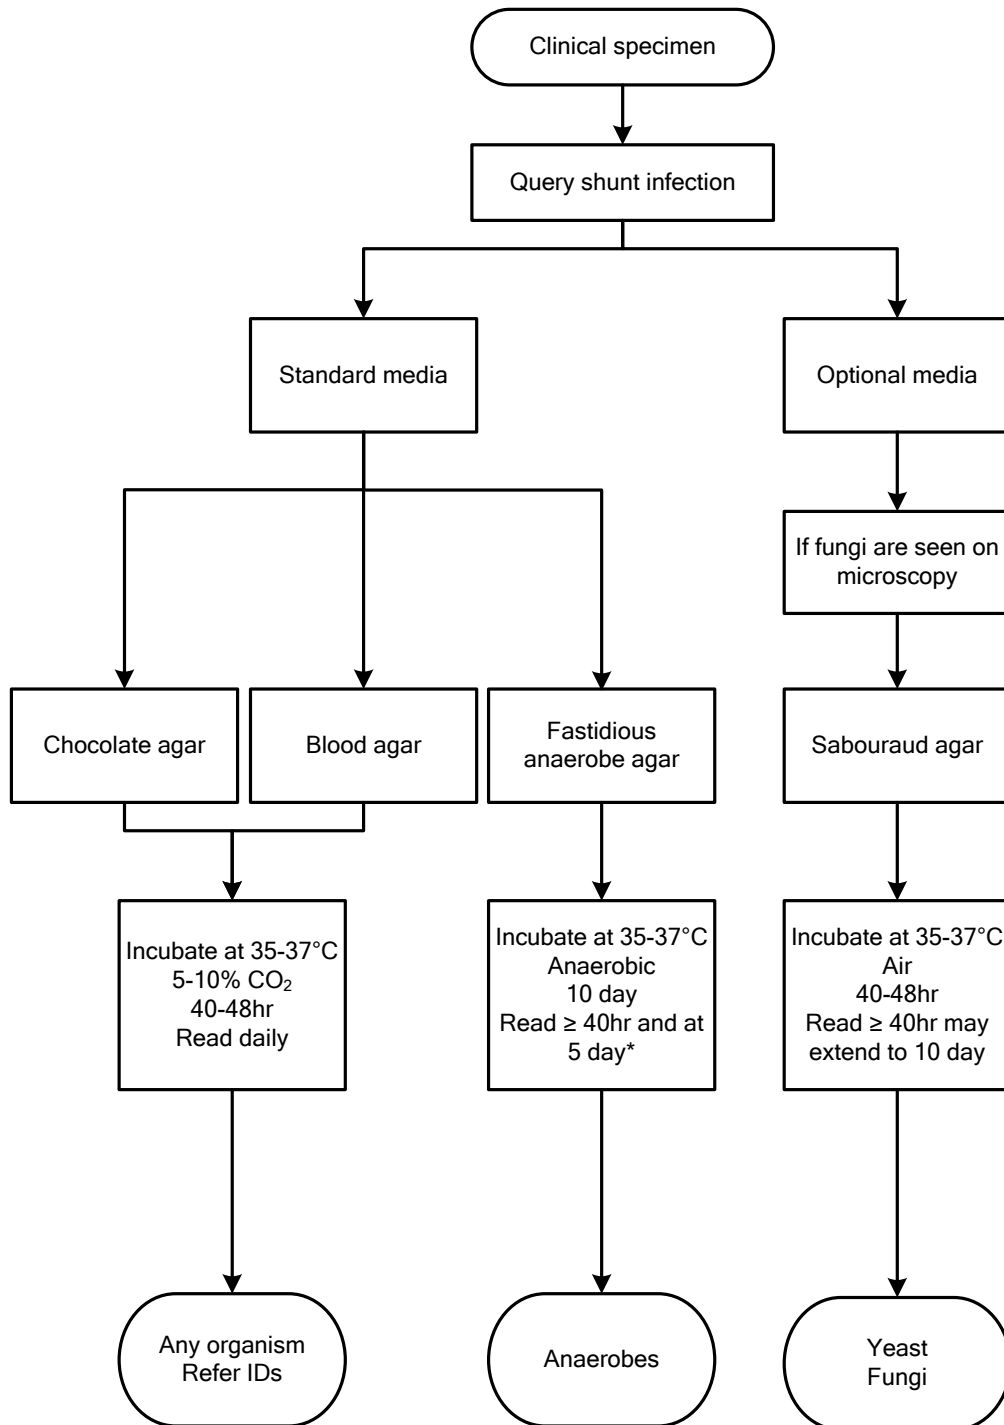 Clinical specimen
Query shunt infection
Standard media
Optional media
If fungi are seen on
microscopy
Chocolate agar
Blood agar
Fastidious
anaerobe agar
Sabouraud agar
Incubate at 35-37°C
5-10% CO₂
40-48hr
Read daily
Incubate at 35-37°C
Anaerobic
10 day
Read ≥ 40hr and at
5 day*
Incubate at 35-37°C
Air
40-48hr
Read ≥ 40hr may
extend to 10 day
Any organism
Refer IDs
Anaerobes
Yeast
Fungi